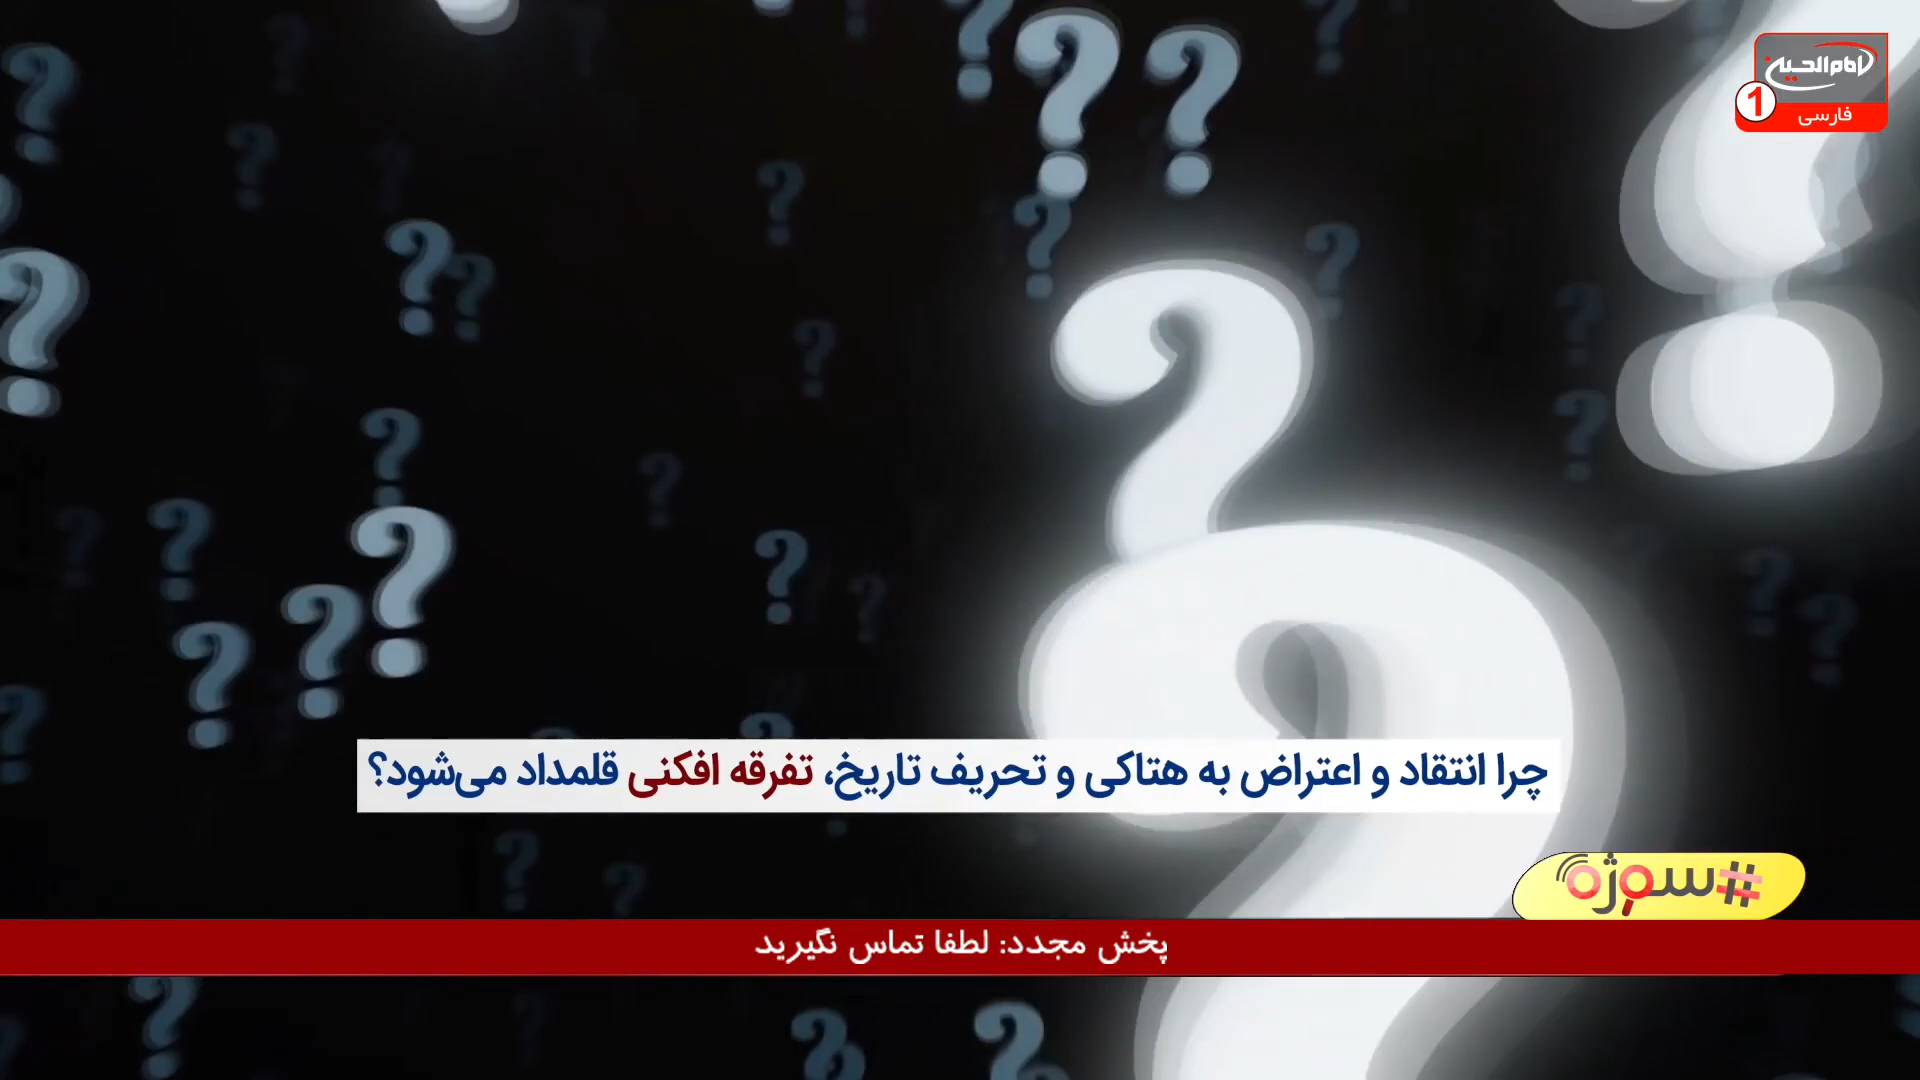 امام الحسین
1
فارسی
چرا انتقاد و اعتراض به هتاکی و تحریف تاریخ، تفرقه افکنی قلمداد می‌شود؟
#سوژه
پخش مجدد: لطفا تماس نگیرید